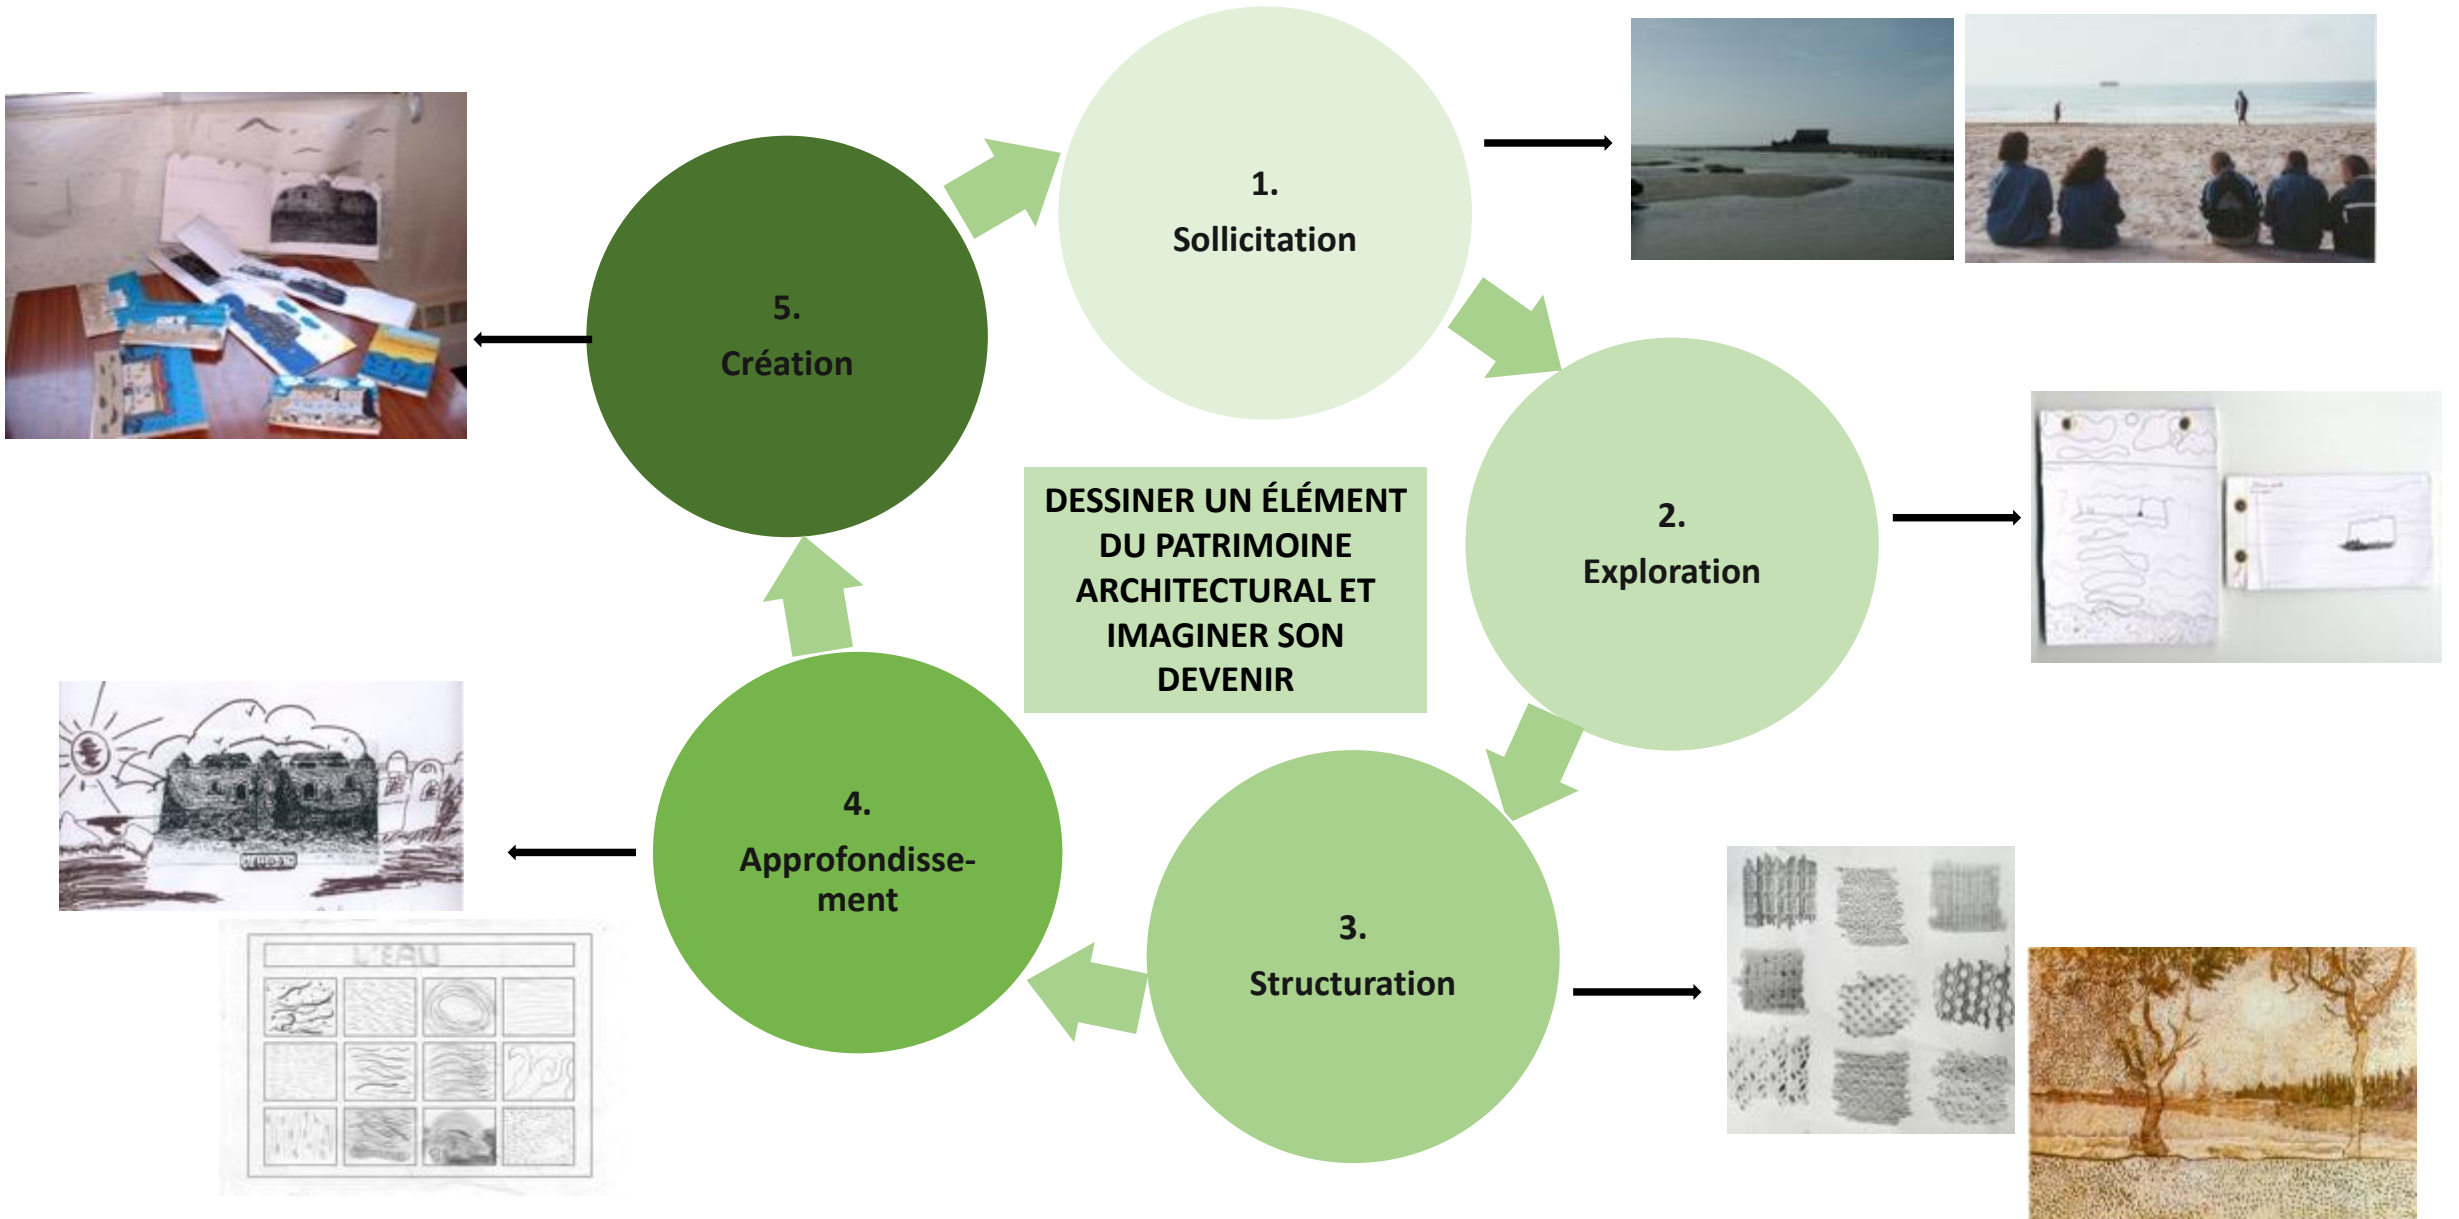 1.
Sollicitation
2.
Exploration
3.
Structuration
4.
Approfondisse-
ment
5.
Création
DESSINER UN ÉLÉMENT
DU PATRIMOINE
ARCHITECTURAL ET
IMAGINER SON
DEVENIR
L'EAU